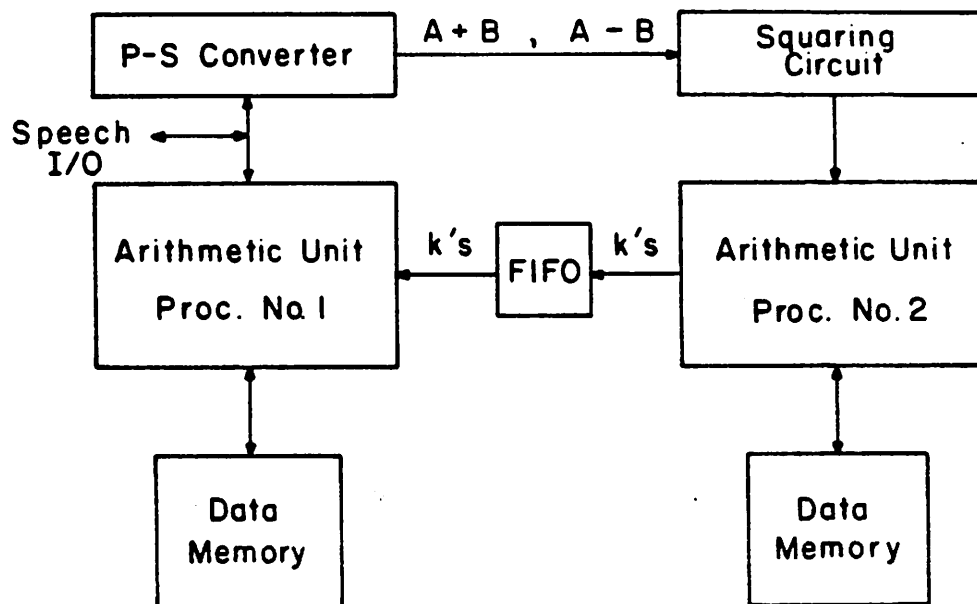 P-S Converter
A + B , A - B
Squaring
Circuit
Speech
I/O
Arithmetic Unit
Proc. No. 1
k's
FIFO
k's
Arithmetic Unit
Proc. No. 2
Data
Memory
Data
Memory